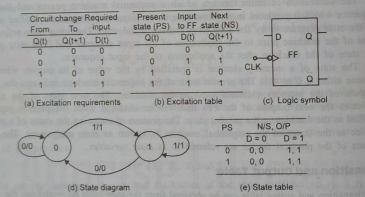 Circuit change Required
From To input
Q(t) Q(t+1) D(t)
0 0 0
0 1 1
1 0 0
1 1 1
(a) Excitation requirements
Present Input Next
state (PS) to FF state (NS)
Q(t) D(t) Q(t+1)
0 0 0
0 1 1
1 0 0
1 1 1
(b) Excitation table
D Q
FF
CLK
Q
(c) Logic symbol
1/1
0/0 0 1 1/1
0/0
(d) State diagram
PS N/S, O/P
D = 0 D = 1
0 0, 0 1, 1
1 0, 0 1, 1
(e) State table